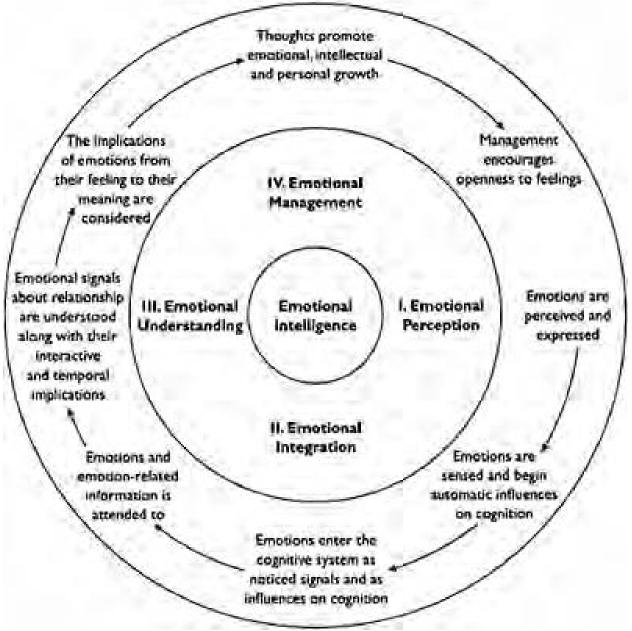 Thoughts promote
emotional, intellectual
and personal growth
Management
encourages
openness to feelings
Emotions are
perceived and
expressed
Emotions are
sensed and begin
automatic influences
on cognition
Emotions enter the
cognitive system as
noticed signals and as
influences on cognition
Emotions and
emotion-related
information is
attended to
Emotional signals
about relationship
are understood
along with their
interactive
and temporal
implications
The Implications
of emotions from
their feeling to their
meaning are
considered
IV. Emotional
Management
I. Emotional
Perception
II. Emotional
Integration
III. Emotional
Understanding
Emotional
Intelligence